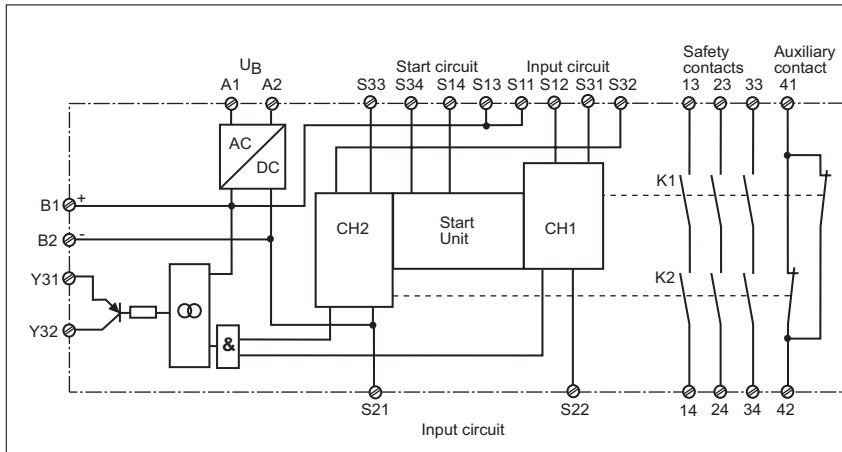 UB
Start circuit
Input circuit
Safety contacts
Auxiliary contact
A1 A2 S33 S34 S14 S13 S11 S12 S31 S32 13 23 33 41
AC
DC
B1 +
B2 -
K1
CH2
Start Unit
CH1
Y31
K2
Y32
&
S21 S22 14 24 34 42
Input circuit